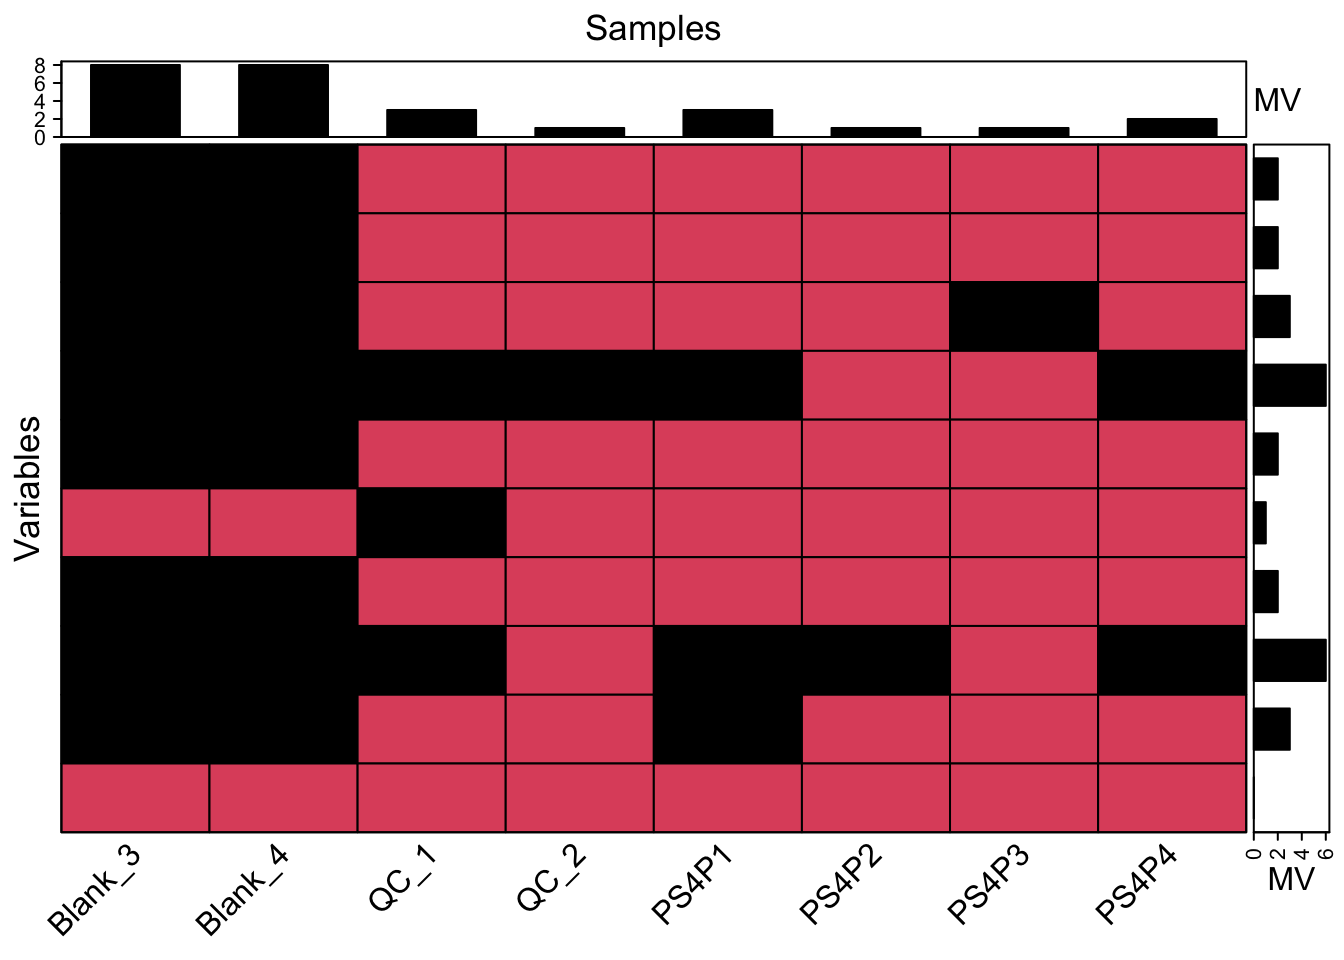 Samples
8
6
4
2
0
MV
Variables
Blank_3
Blank_4
QC_1
QC_2
PS4P1
PS4P2
PS4P3
PS4P4
0
2
4
6
MV